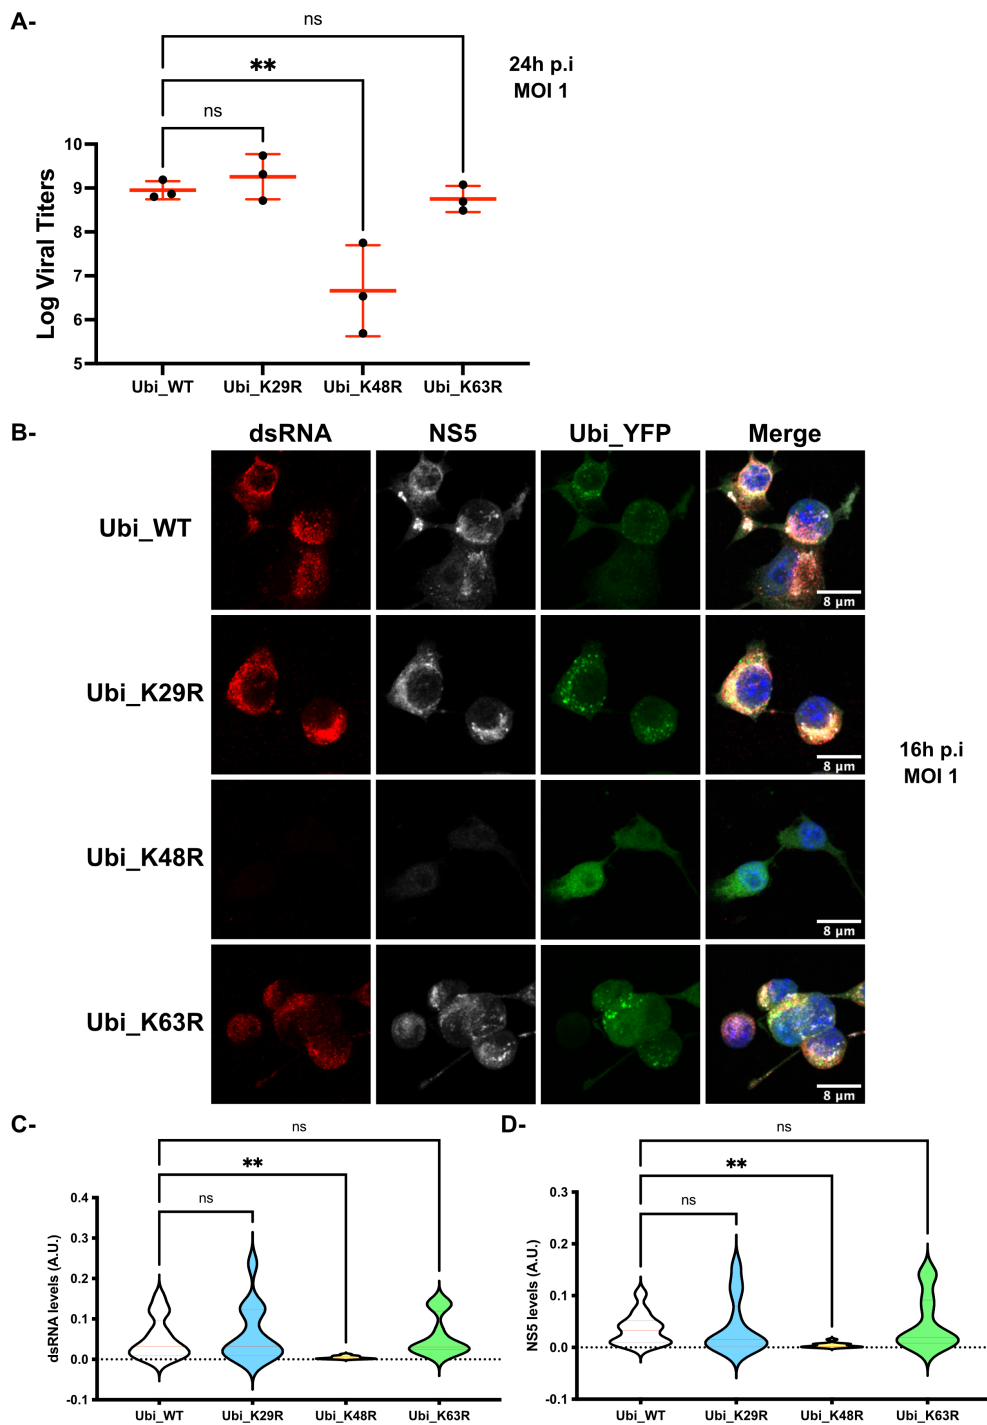 A-
ns
**
ns
24h p.i
MOI 1
Log Viral Titers
10
9
8
7
6
5
Ubi_WT
Ubi_K29R
Ubi_K48R
Ubi_K63R
B-
dsRNA
NS5
Ubi_YFP
Merge
Ubi_WT
8 µm
Ubi_K29R
8 µm
16h p.i
MOI 1
Ubi_K48R
8 µm
Ubi_K63R
8 µm
C-
ns
**
ns
dsRNA levels (A.U.)
0.4
0.3
0.2
0.1
0.0
-0.1
Ubi_WT
Ubi_K29R
Ubi_K48R
Ubi_K63R
D-
ns
**
ns
NS5 levels (A.U.)
0.3
0.2
0.1
0.0
-0.1
Ubi_WT
Ubi_K29R
Ubi_K48R
Ubi_K63R